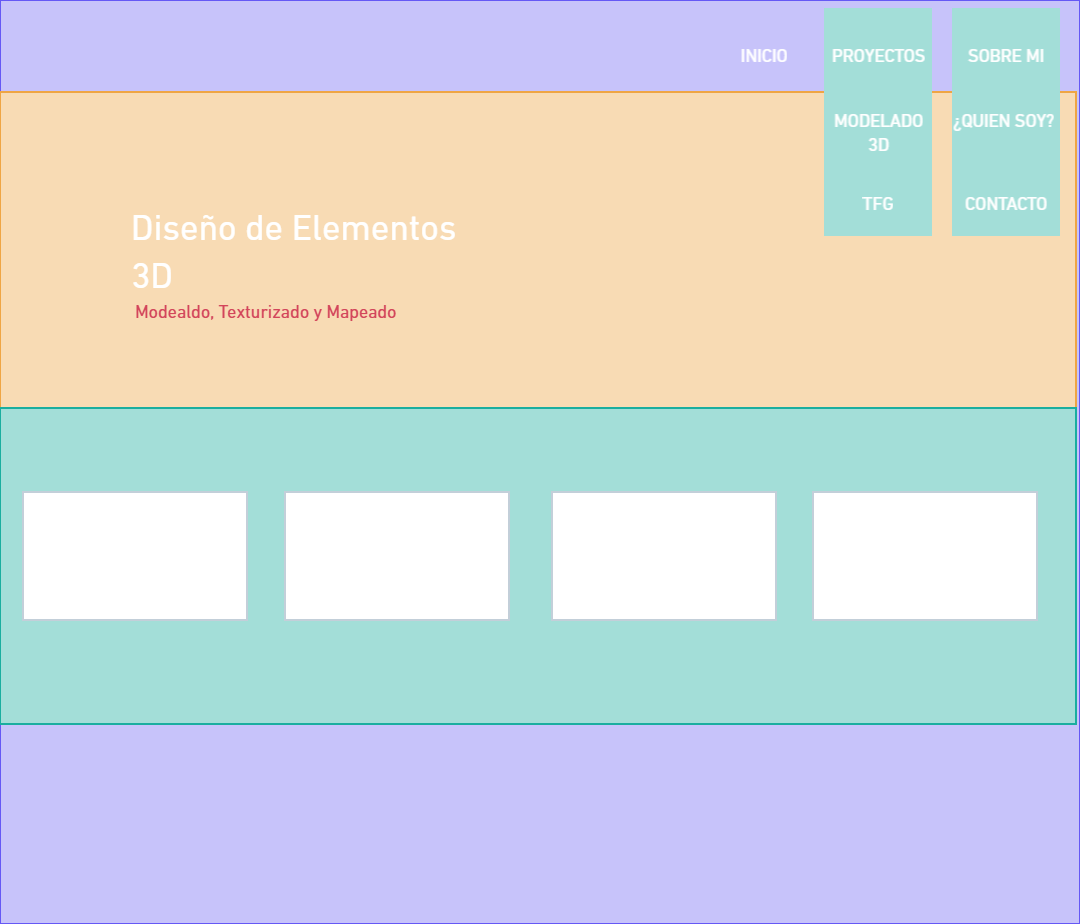 INICIO
PROYECTOS
SOBRE MI
MODELADO
3D
¿QUIEN SOY?
TFG
CONTACTO
Diseño de Elementos
3D
Modealdo, Texturizado y Mapeado